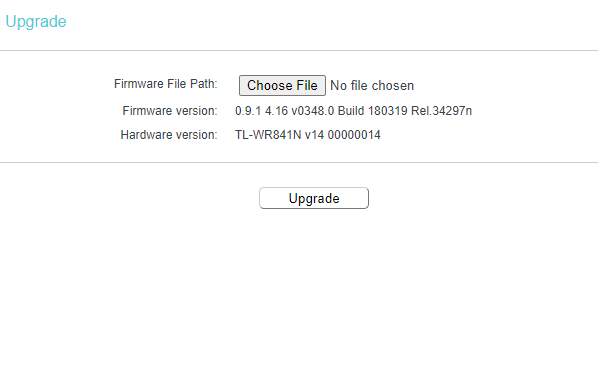 Upgrade
Firmware File Path: Choose File No file chosen
Firmware version: 0.9.1 4.16 v0348.0 Build 180319 Rel.34297n
Hardware version: TL-WR841N v14 00000014
Upgrade